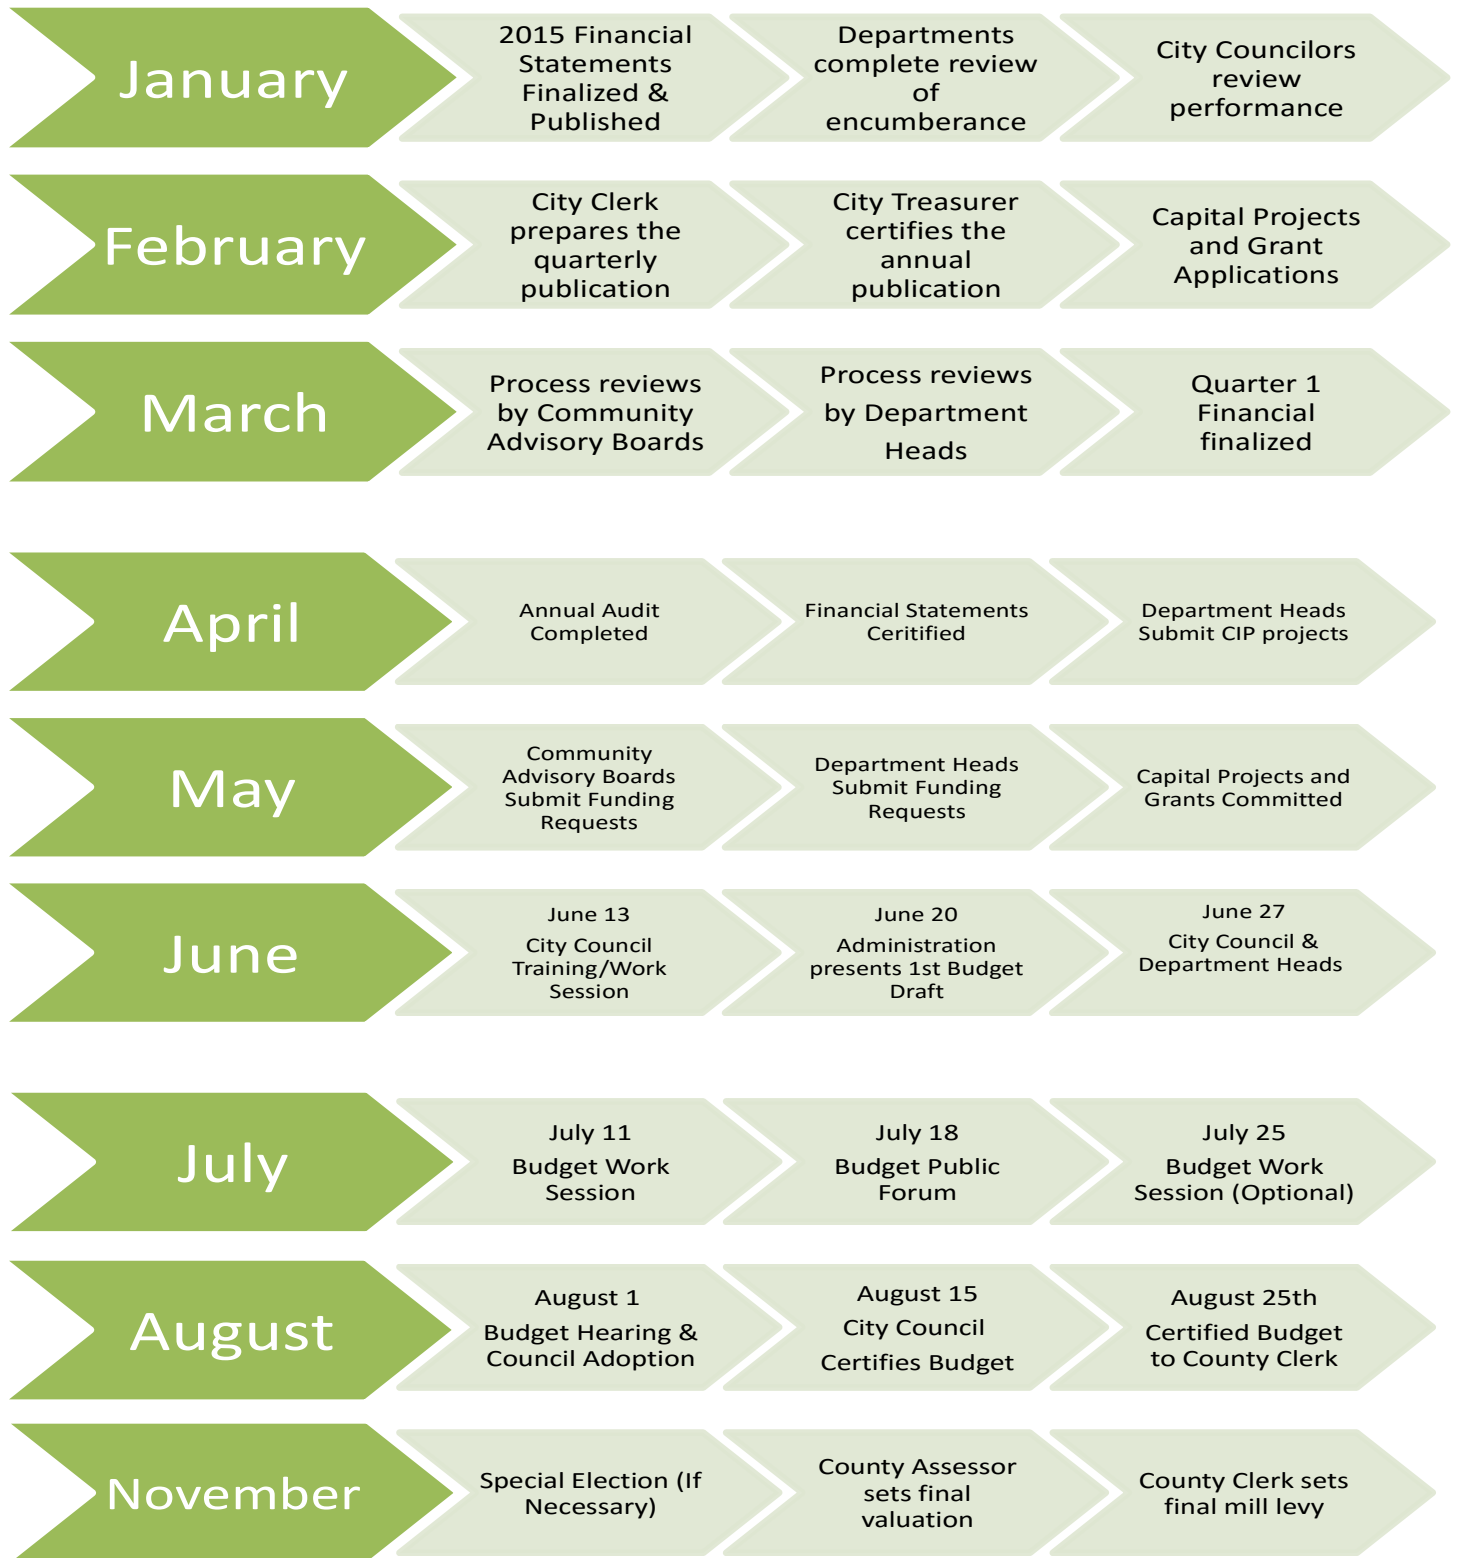 January
2015 Financial
Statements
Finalized &
Published
Departments
complete review
of
encumberance
City Councilors
review
performance
February
City Clerk
prepares the
quarterly
publication
City Treasurer
certifies the
annual
publication
Capital Projects
and Grant
Applications
March
Process reviews
by Community
Advisory Boards
Process reviews
by Department
Heads
Quarter 1
Financial
finalized
April
Annual Audit
Completed
Financial Statements
Ceritified
Department Heads
Submit CIP projects
May
Community
Advisory Boards
Submit Funding
Requests
Department Heads
Submit Funding
Requests
Capital Projects and
Grants Committed
June
June 13
City Council
Training/Work
Session
June 20
Administration
presents 1st Budget
Draft
June 27
City Council &
Department Heads
July
July 11
Budget Work
Session
July 18
Budget Public
Forum
July 25
Budget Work
Session (Optional)
August
August 1
Budget Hearing &
Council Adoption
August 15
City Council
Certifies Budget
August 25th
Certified Budget
to County Clerk
November
Special Election (If
Necessary)
County Assessor
sets final
valuation
County Clerk sets
final mill levy